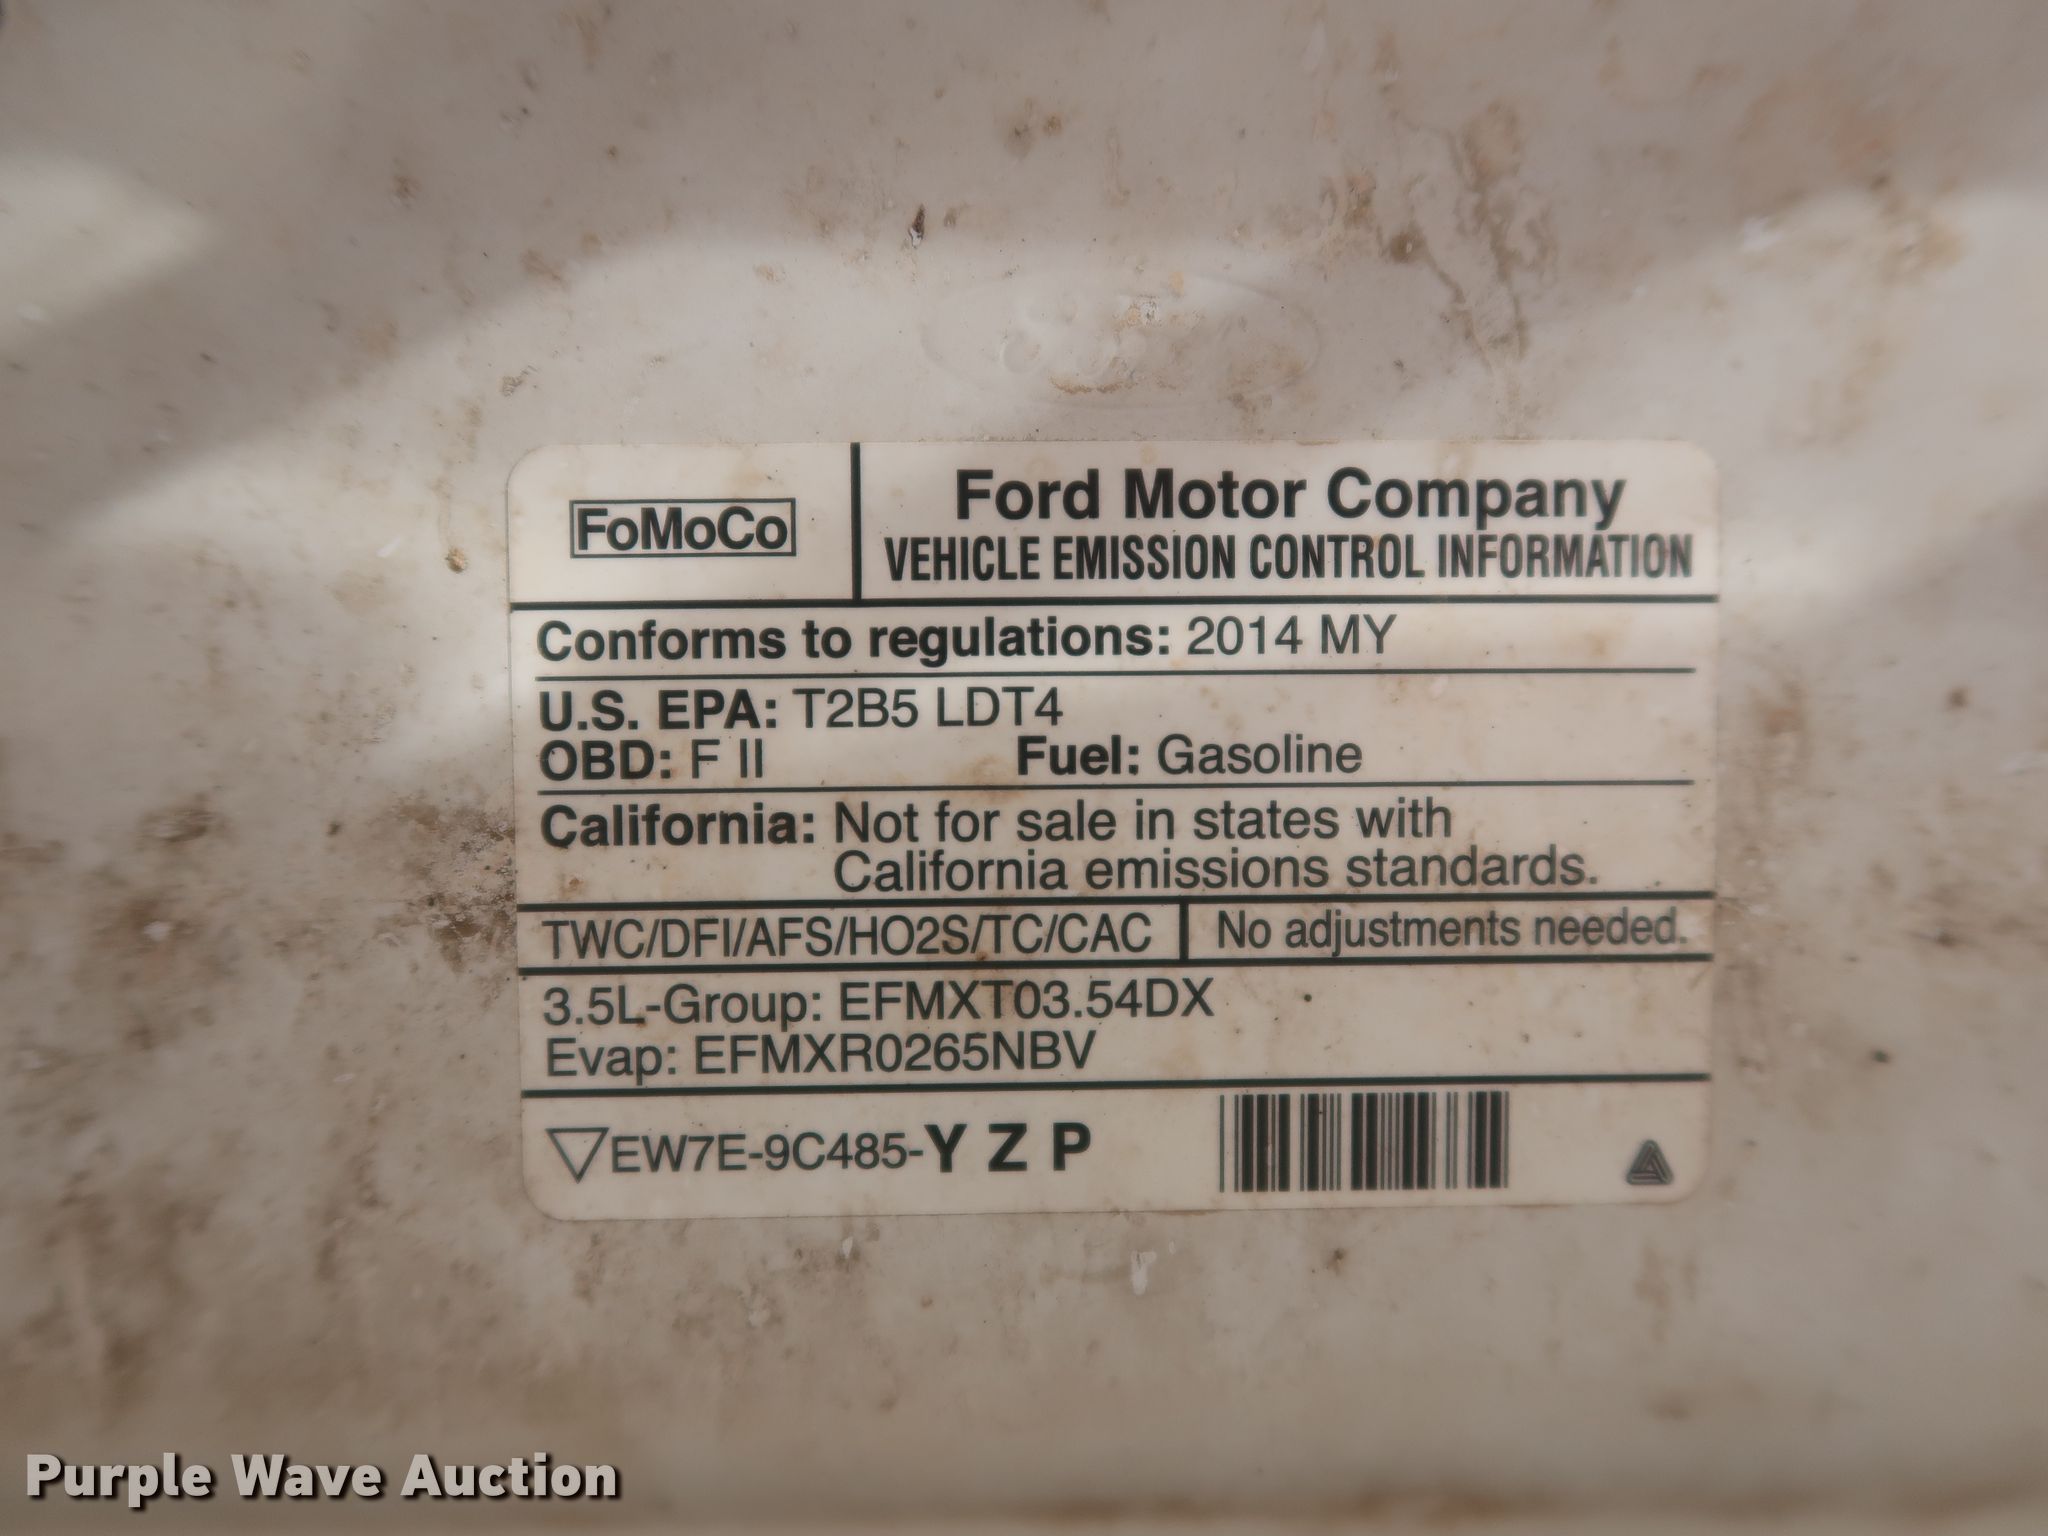 FoMoCo
Ford Motor Company
VEHICLE EMISSION CONTROL INFORMATION
Conforms to regulations: 2014 MY
U.S. EPA: T2B5 LDT4
OBD: F II Fuel: Gasoline
California: Not for sale in states with
California emissions standards.
TWC/DFI/AFS/HO2S/TC/CAC No adjustments needed.
3.5L-Group: EFMXT03.54DX
Evap: EFMXR0265NBV
EW7E-9C485-Y Z P
Purple Wave Auction